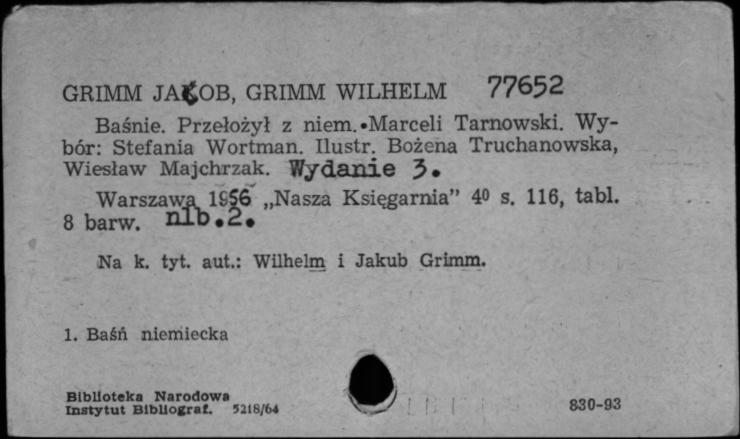 GRIMM JAKOB, GRIMM WILHELM 77652
Baśnie. Przełożył z niem. Marceli Tarnowski. Wy-
bór: Stefania Wortman. Ilustr. Bożena Truchanowska,
Wiesław Majchrzak. Wydanie 3.
Warszawa 1956 „Nasza Księgarnia” 4⁰ s. 116, tabl.
8 barw. nlb.2.
Na k. tyt. aut.: Wilhelm i Jakub Grimm.
1. Baśń niemiecka
Biblioteka Narodowa
Instytut Bibliograf. 5218/64 830-93